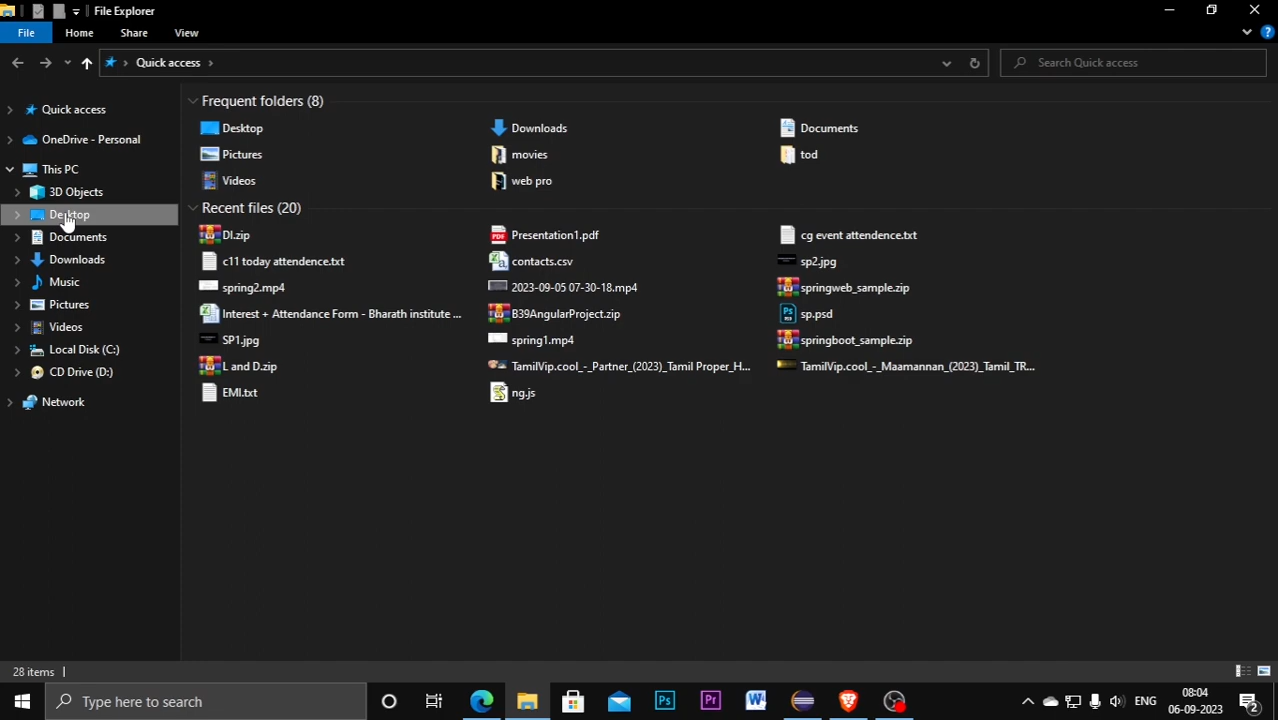 File Explorer
File Home Share View
Quick access
Search Quick access
Quick access
OneDrive - Personal
This PC
3D Objects
Desktop
Documents
Downloads
Music
Pictures
Videos
Local Disk (C:)
CD Drive (D:)
Network
Frequent folders (8)
Desktop Downloads Documents
Pictures movies tod
Videos web pro
Recent files (20)
DI.zip Presentation1.pdf cg event attendence.txt
c11 today attendence.txt contacts.csv sp2.jpg
spring2.mp4 2023-09-05 07-30-18.mp4 springweb_sample.zip
Interest + Attendance Form - Bharath institute ... B39AngularProject.zip sp.psd
SP1.jpg spring1.mp4 springboot_sample.zip
L and D.zip TamilVip.cool_-_Partner_(2023)_Tamil Proper_H... TamilVip.cool_-_Maamannan_(2023)_Tamil_TR...
EMI.txt ng.js
28 items
Type here to search
Ps Pr W ENG 08:04
06-09-2023 2